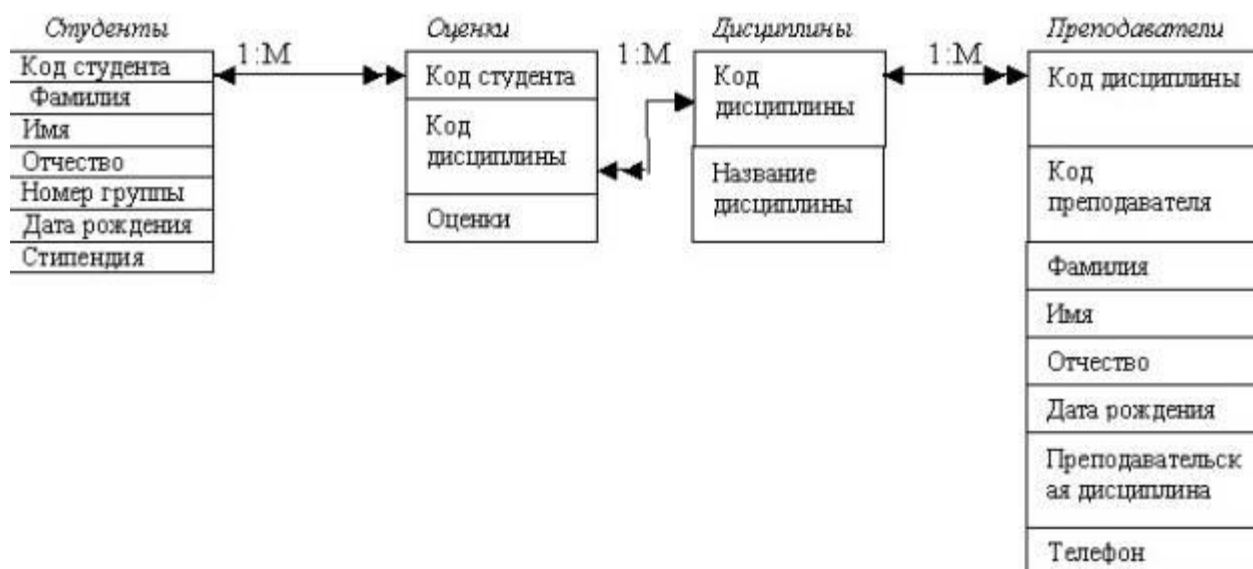 Студенты
Код студента
Фамилия
Имя
Отчество
Номер группы
Дата рождения
Стипендия
1:М
Оценки
Код студента
Код
дисциплины
Оценки
1:М
Дисциплины
Код
дисциплины
Название
дисциплины
1:М
Преподаватели
Код дисциплины
Код
преподавателя
Фамилия
Имя
Отчество
Дата рождения
Преподавательск
ая дисциплина
Телефон